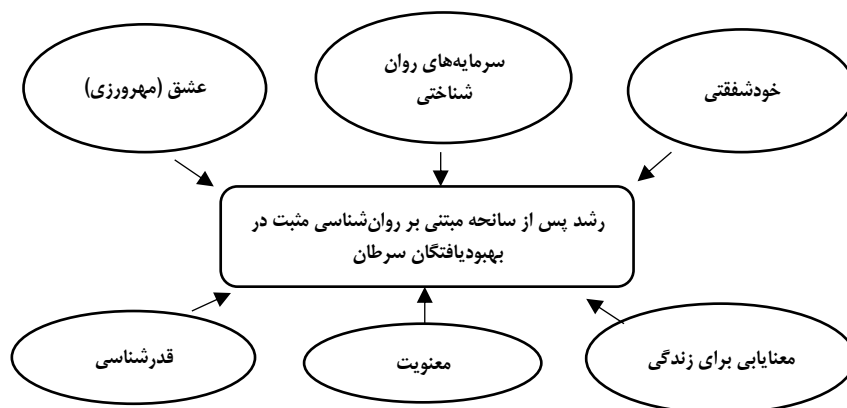 خودشفقتی
سرمایه‌های روان
شناختی
عشق (مهرورزی)
رشد پس از سانحه مبتنی بر روان‌شناسی مثبت در
بهبودیافتگان سرطان
معنایابی برای زندگی
معنویت
قدرشناسی